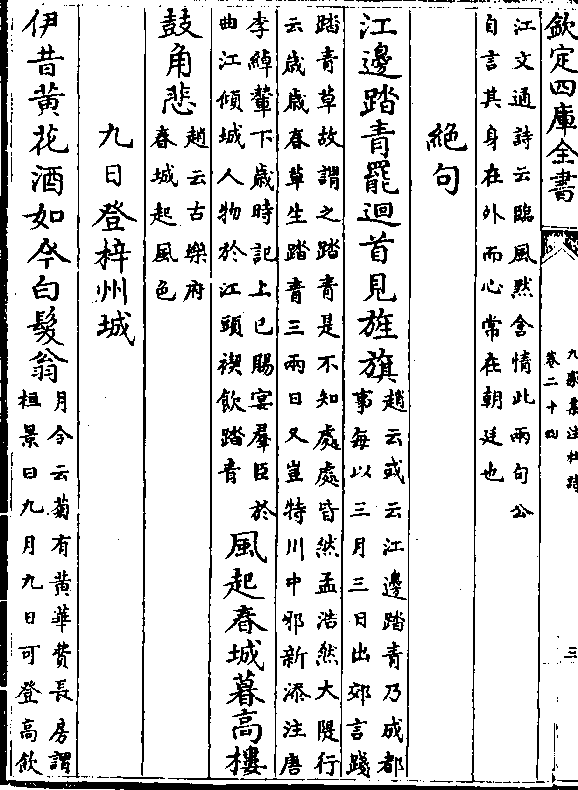 欽定四庫全書
九家集注杜詩
卷二十四
三
江文通詩云臨風黙含情此兩句公
自言其身在外而心常在朝廷也
絶句
江邊踏青罷迴首見旌旗
趙云或云江邊踏青乃成都
事每以三月三日出郊言踐
踏青草故謂之踏青是不知處處皆然孟浩然大隄行
云歲歲春草生踏青三兩日又豈特川中邪新添注唐
李綽輦下歲時記上巳賜宴羣臣於
曲江傾城人物於江頭禊飲踏青
風起春城暮高樓
鼓角悲
趙云古樂府
春城起風色
九日登梓州城
伊昔黄花酒如今白髮翁
月令云菊有黄華費長房謂
桓景曰九月九日可登高飲